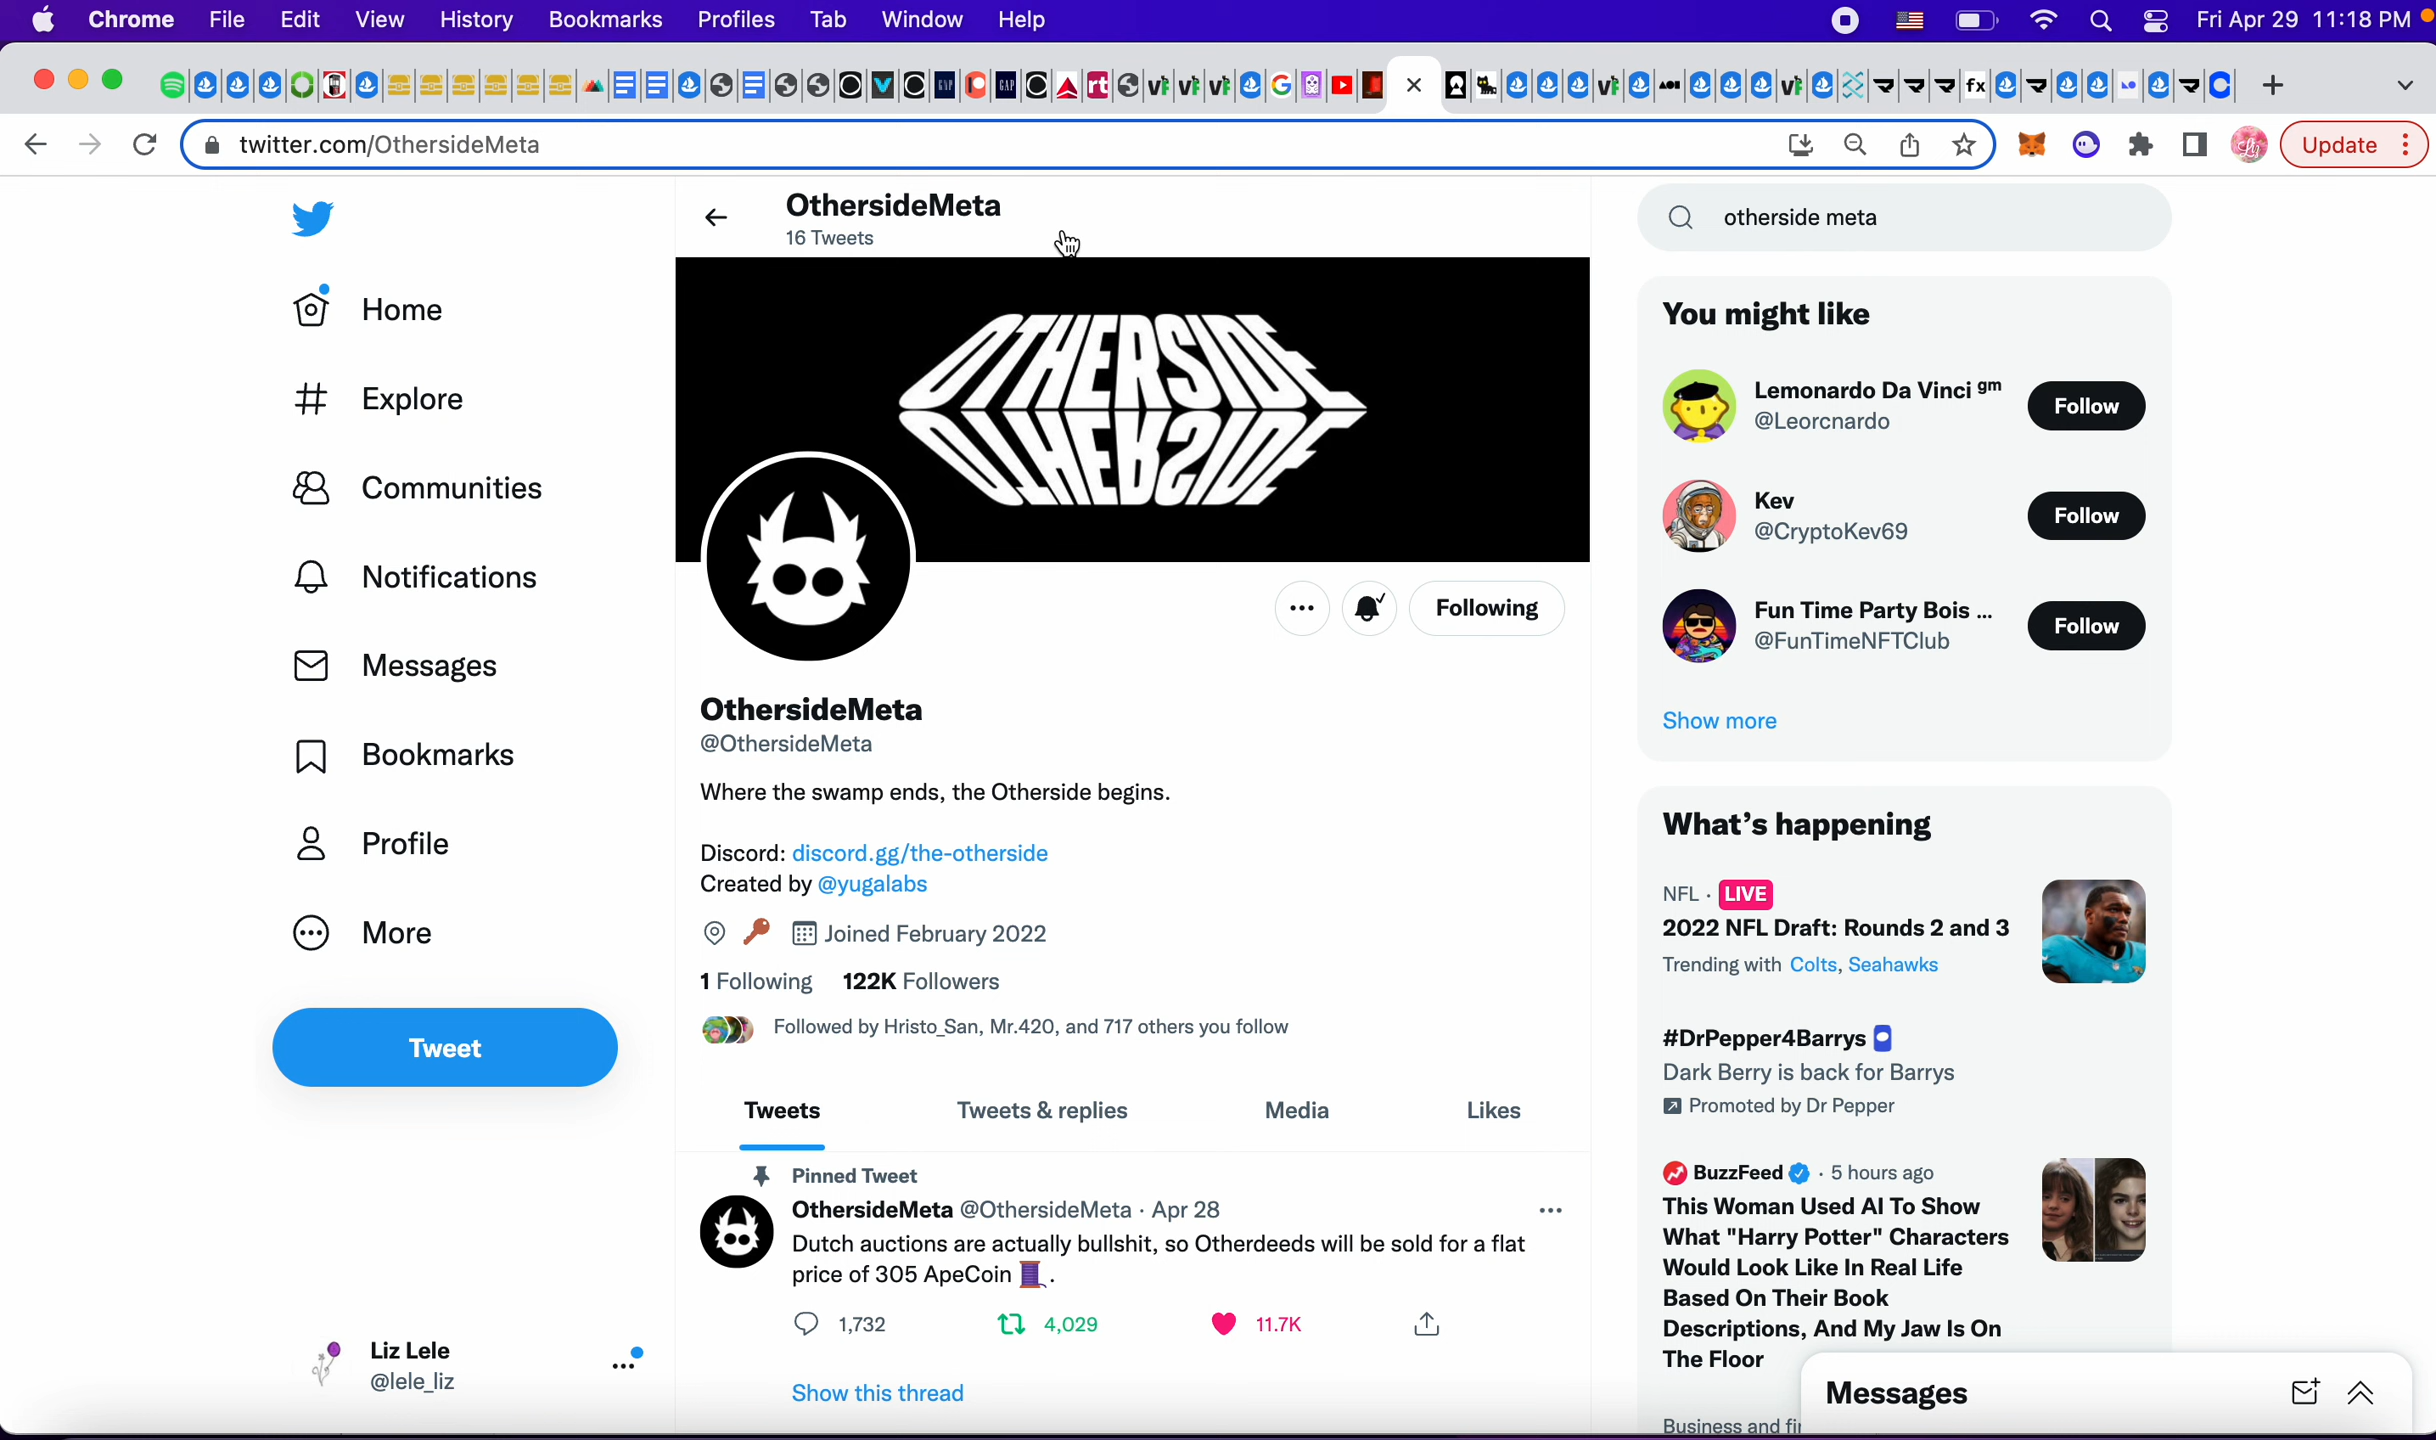 Chrome File Edit View History Bookmarks Profiles Tab Window Help Fri Apr 29 11:18 PM
twitter.com/OthersideMeta
Update
Home
Explore
Communities
Notifications
Messages
Bookmarks
Profile
More
Tweet
Liz Lele
@lele_liz
OthersideMeta
16 Tweets
OTHERSIDE
OTHERSIDE
Following
OthersideMeta
@OthersideMeta
Where the swamp ends, the Otherside begins.
Discord: discord.gg/the-otherside
Created by @yugalabs
Joined February 2022
1 Following 122K Followers
Followed by Hristo_San, Mr.420, and 717 others you follow
Tweets Tweets & replies Media Likes
Pinned Tweet
OthersideMeta @OthersideMeta · Apr 28
Dutch auctions are actually bullshit, so Otherdeeds will be sold for a flat
price of 305 ApeCoin 🧵.
1,732 4,029 11.7K
Show this thread
otherside meta
You might like
Lemonardo Da Vinci gm
@Leorcnardo
Follow
Kev
@CryptoKev69
Follow
Fun Time Party Bois ...
@FunTimeNFTClub
Follow
Show more
What's happening
NFL · LIVE
2022 NFL Draft: Rounds 2 and 3
Trending with Colts, Seahawks
#DrPepper4Barrys
Dark Berry is back for Barrys
Promoted by Dr Pepper
BuzzFeed · 5 hours ago
This Woman Used AI To Show
What "Harry Potter" Characters
Would Look Like In Real Life
Based On Their Book
Descriptions, And My Jaw Is On
The Floor
Business and fi
Messages